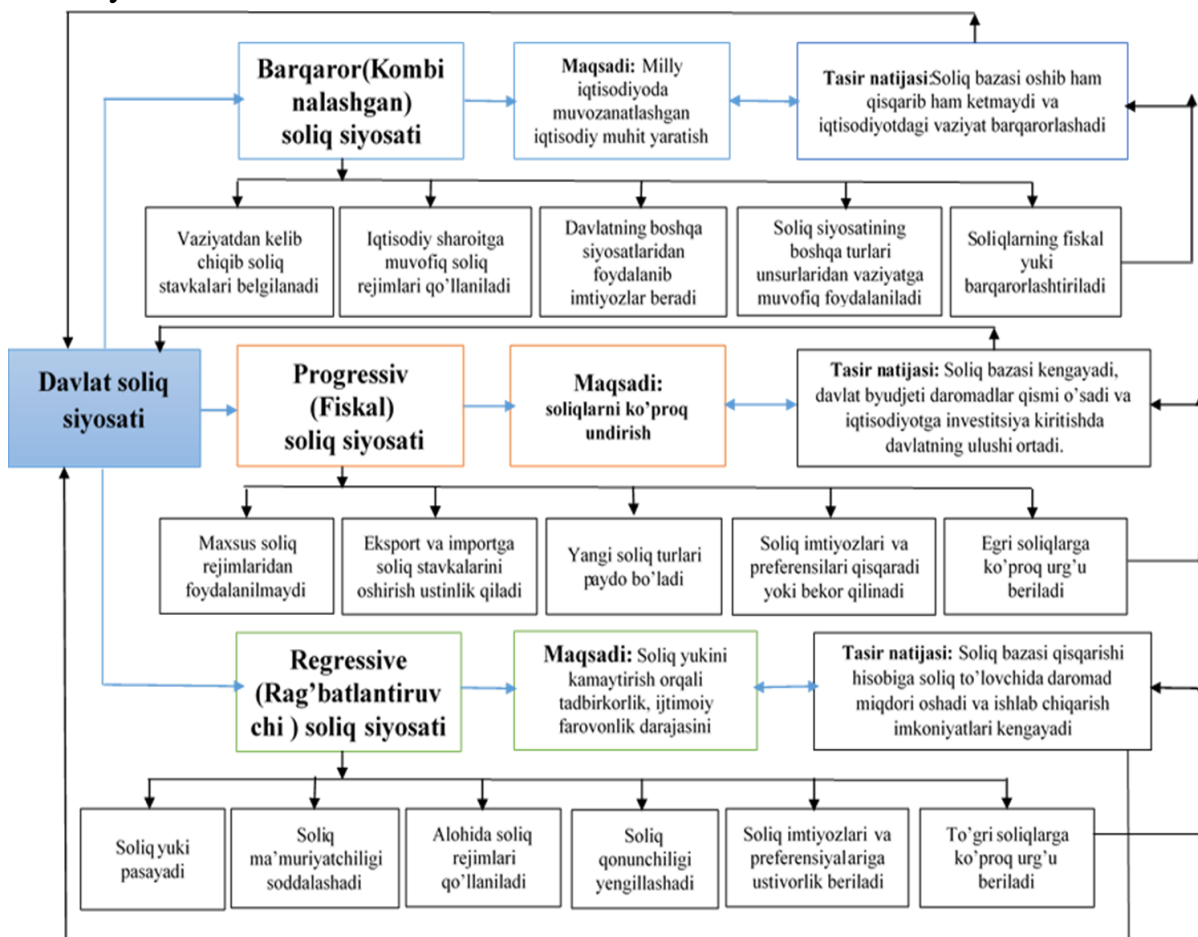 Barqaror(Kombi
nalashgan)
soliq siyosati
Maqsadi: Milly
iqtisodiyoda
muvozanatlashgan
iqtisodiy muhit yaratish
Tasir natijasi:Soliq bazasi oshib ham
qisqarib ham ketmaydi va
iqtisodiyotdagi vaziyat barqarorlashadi
Vaziyatdan kelib
chiqib soliq
stavkalari belgilanadi
Iqtisodiy sharoitga
muvofiq soliq
rejimlari qo’llaniladi
Davlatning boshqa
siyosatlaridan
foydalanib
imtiyozlar beradi
Soliq siyosatining
boshqa turlari
unsurlaridan vaziyatga
muvofiq foydalaniladi
Soliqlarning fiskal
yuki
barqarorlashtiriladi
Davlat soliq
siyosati
Progressiv
(Fiskal)
soliq siyosati
Maqsadi:
soliqlarni ko’proq
undirish
Tasir natijasi: Soliq bazasi kengayadi,
davlat byudjeti daromadlar qismi o’sadi va
iqtisodiyotga investitsiya kiritishda
davlatning ulushi ortadi.
Maxsus soliq
rejimlaridan
foydalanilmaydi
Eksport va importga
soliq stavkalarini
oshirish ustinlik qiladi
Yangi soliq turlari
paydo bo’ladi
Soliq imtiyozlari va
preferensilari qisqaradi
yoki bekor qilinadi
Egri soliqlarga
ko’proq urg’u
beriladi
Regressive
(Rag’batlantiruv
chi ) soliq siyosati
Maqsadi: Soliq yukini
kamaytirish orqali
tadbirkorlik, ijtimoiy
farovonlik darajasini
Tasir natijasi: Soliq bazasi qisqarishi
hisobiga soliq to’lovchida daromad
miqdori oshadi va ishlab chiqarish
imkoniyatlari kengayadi
Soliq yuki
pasayadi
Soliq
ma’muriyatchiligi
soddalashadi
Alohida soliq
rejimlari
qo’llaniladi
Soliq
qonunchiligi
yengillashadi
Soliq imtiyozlari va
preferensiyalariga
ustivorlik beriladi
To’gri soliqlarga
ko’proq urg’u
beriladi